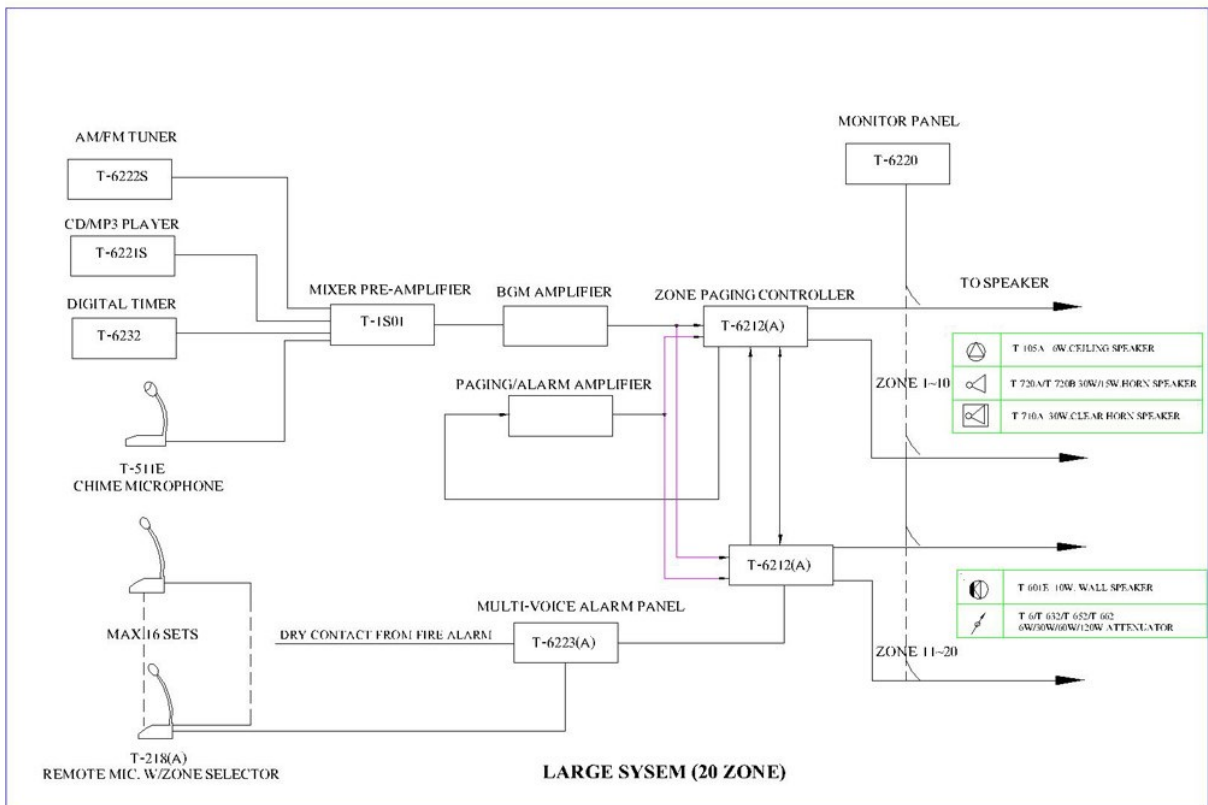 AM/FM TUNER
T-6222S
CD/MP3 PLAYER
T-6221S
DIGITAL TIMER
T-6232
MIXER PRE-AMPLIFIER
T-1S01
BGM AMPLIFIER
ZONE PAGING CONTROLLER
T-6212(A)
MONITOR PANEL
T-6220
TO SPEAKER
T 105A 6W.CEILING SPEAKER
T 720A/T 720B 30W/15W.HORN SPEAKER
T 710A 30W.CLEAR HORN SPEAKER
ZONE 1~10
PAGING/ALARM AMPLIFIER
T-511E
CHIME MICROPHONE
T-6212(A)
T 601E 10W. WALL SPEAKER
T 6/T 632/T 652/T 662
6W/30W/60W/120W ATTENUATOR
ZONE 11~20
MULTI-VOICE ALARM PANEL
DRY CONTACT FROM FIRE ALARM
T-6223(A)
MAX 16 SETS
T-218(A)
REMOTE MIC. W/ZONE SELECTOR
LARGE SYSEM (20 ZONE)